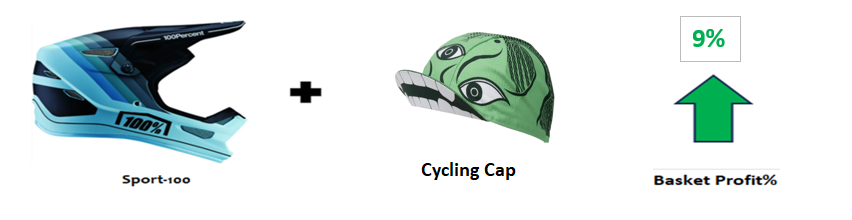 100Percent
100%
Sport-100
Cycling Cap
9%
Basket Profit%